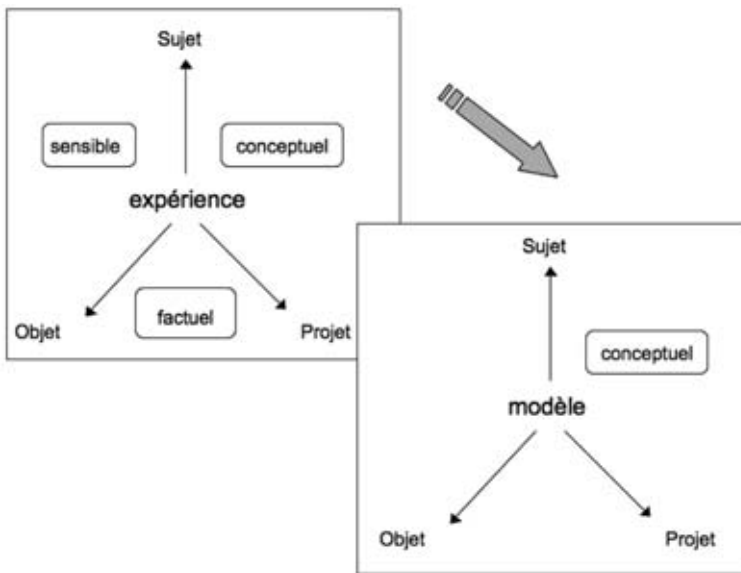 Sujet
sensible
conceptuel
expérience
factuel
Objet
Projet
Sujet
conceptuel
modèle
Objet
Projet